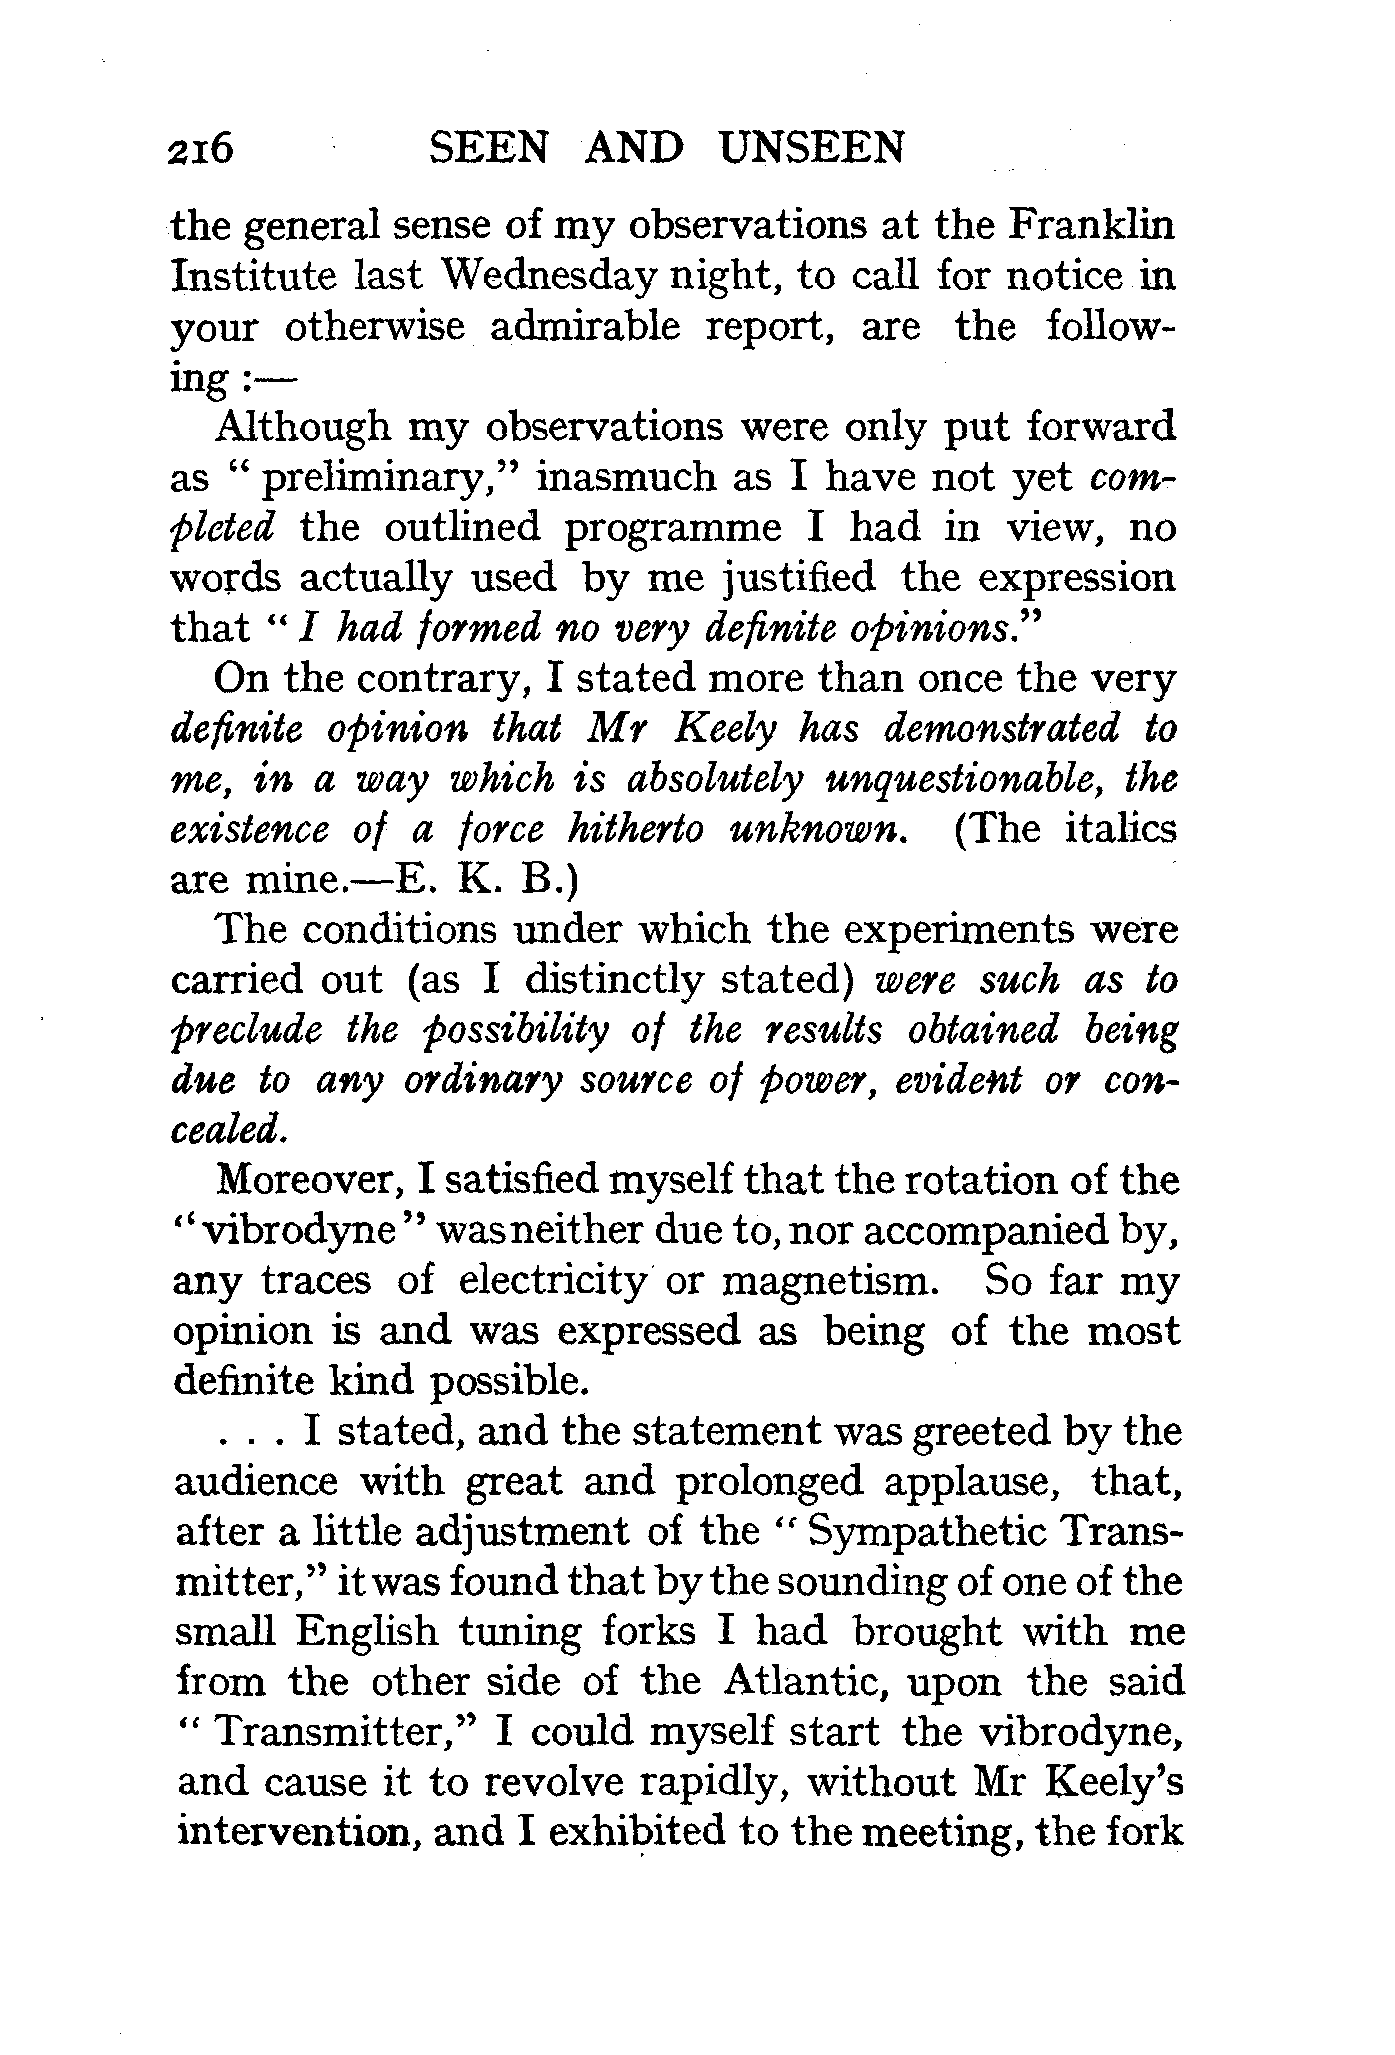 216 SEEN AND UNSEEN
the general sense of my observations at the Franklin
Institute last Wednesday night, to call for notice in
your otherwise admirable report, are the follow-
ing :—
Although my observations were only put forward
as “ preliminary,” inasmuch as I have not yet com-
pleted the outlined programme I had in view, no
words actually used by me justified the expression
that “ I had formed no very definite opinions.”
On the contrary, I stated more than once the very
definite opinion that Mr Keely has demonstrated to
me, in a way which is absolutely unquestionable, the
existence of a force hitherto unknown. (The italics
are mine.—E. K. B.)
The conditions under which the experiments were
carried out (as I distinctly stated) were such as to
preclude the possibility of the results obtained being
due to any ordinary source of power, evident or con-
cealed.
Moreover, I satisfied myself that the rotation of the
“vibrodyne” was neither due to, nor accompanied by,
any traces of electricity or magnetism. So far my
opinion is and was expressed as being of the most
definite kind possible.
. . . I stated, and the statement was greeted by the
audience with great and prolonged applause, that,
after a little adjustment of the “ Sympathetic Trans-
mitter,” it was found that by the sounding of one of the
small English tuning forks I had brought with me
from the other side of the Atlantic, upon the said
“ Transmitter,” I could myself start the vibrodyne,
and cause it to revolve rapidly, without Mr Keely’s
intervention, and I exhibited to the meeting, the fork